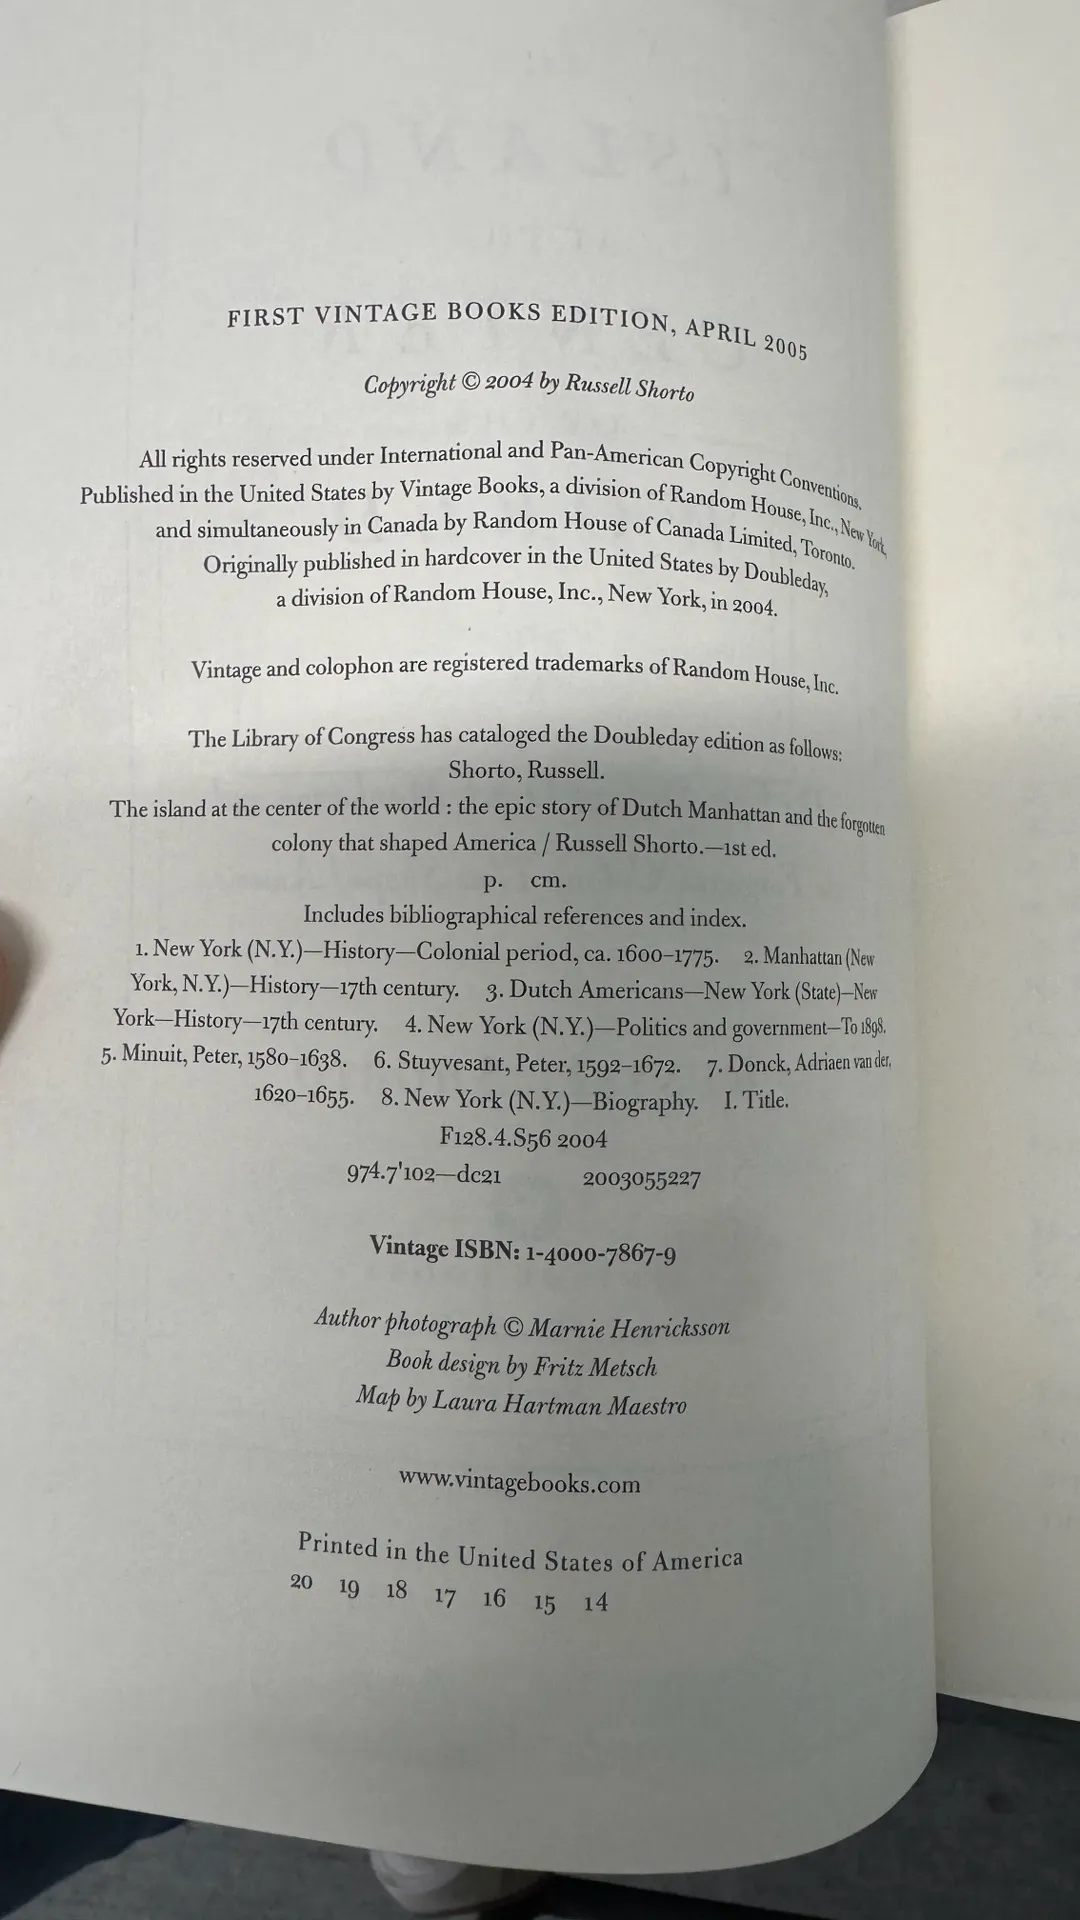 FIRST VINTAGE BOOKS EDITION, APRIL 2005
Copyright © 2004 by Russell Shorto
All rights reserved under International and Pan-American Copyright Conventions.
Published in the United States by Vintage Books, a division of Random House, Inc., New York,
and simultaneously in Canada by Random House of Canada Limited, Toronto.
Originally published in hardcover in the United States by Doubleday,
a division of Random House, Inc., New York, in 2004.
Vintage and colophon are registered trademarks of Random House, Inc.
The Library of Congress has cataloged the Doubleday edition as follows:
Shorto, Russell.
The island at the center of the world : the epic story of Dutch Manhattan and the forgotten
colony that shaped America / Russell Shorto.—1st ed.
p. cm.
Includes bibliographical references and index.
1. New York (N.Y.)—History—Colonial period, ca. 1600–1775. 2. Manhattan (New
York, N.Y.)—History—17th century. 3. Dutch Americans—New York (State)—New
York—History—17th century. 4. New York (N.Y.)—Politics and government—To 1898.
5. Minuit, Peter, 1580–1638. 6. Stuyvesant, Peter, 1592–1672. 7. Donck, Adriaen van der,
1620–1655. 8. New York (N.Y.)—Biography. I. Title.
F128.4.S56 2004
974.7'102—dc21 2003055227
Vintage ISBN: 1-4000-7867-9
Author photograph © Marnie Henricksson
Book design by Fritz Metsch
Map by Laura Hartman Maestro
www.vintagebooks.com
Printed in the United States of America
20 19 18 17 16 15 14